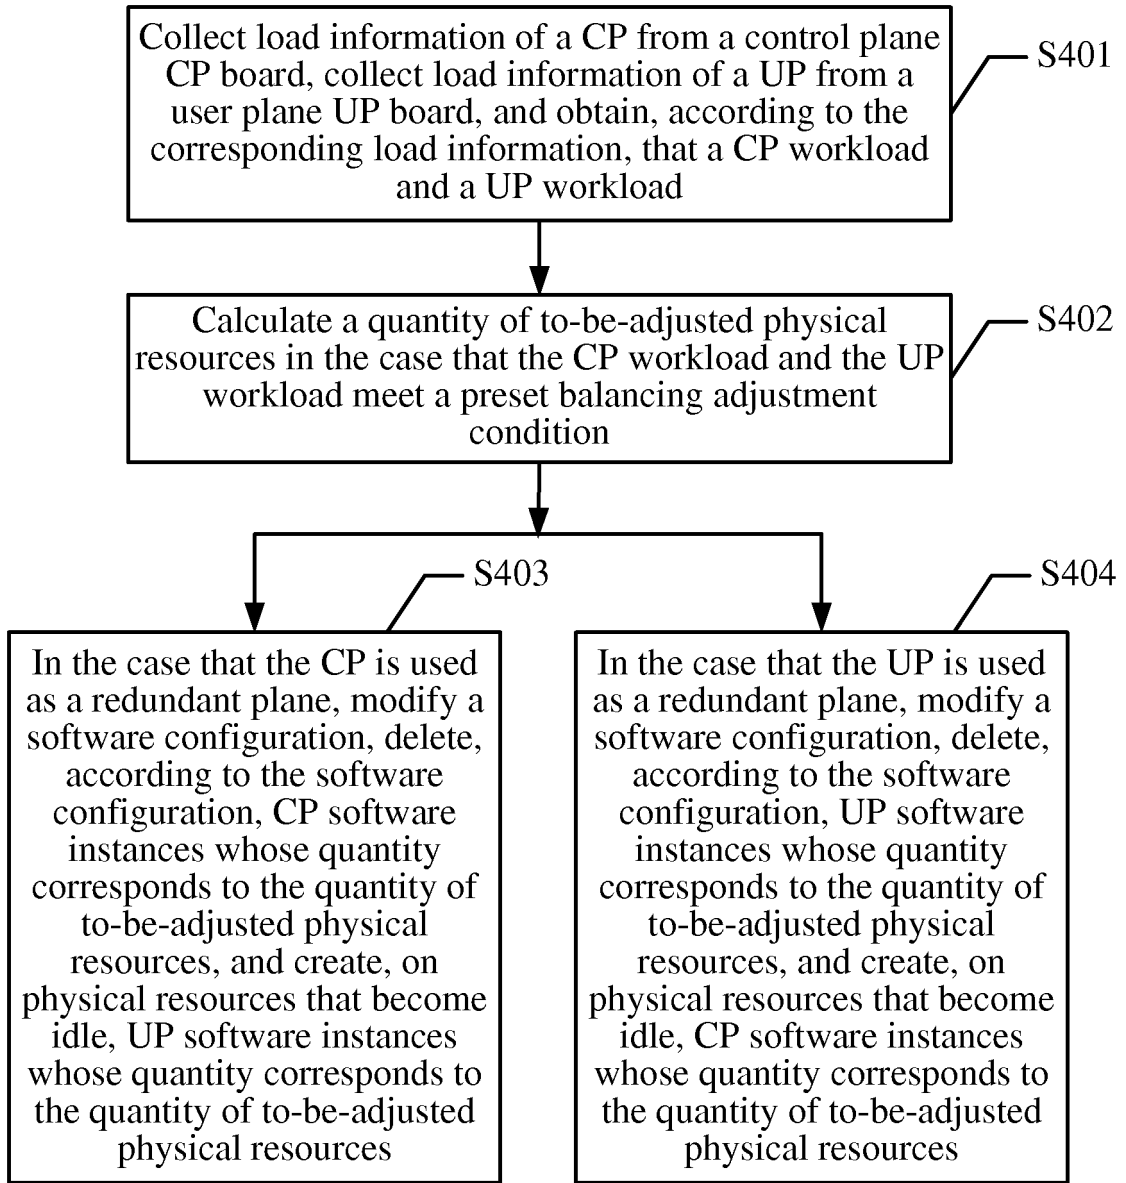 Collect load information of a CP from a control plane
CP board, collect load information of a UP from a
user plane UP board, and obtain, according to the
corresponding load information, that a CP workload
and a UP workload
S401
Calculate a quantity of to-be-adjusted physical
resources in the case that the CP workload and the UP
workload meet a preset balancing adjustment
condition
S402
S403
In the case that the CP is used
as a redundant plane, modify a
software configuration, delete,
according to the software
configuration, CP software
instances whose quantity
corresponds to the quantity of
to-be-adjusted physical
resources, and create, on
physical resources that become
idle, UP software instances
whose quantity corresponds to
the quantity of to-be-adjusted
physical resources
S404
In the case that the UP is used
as a redundant plane, modify a
software configuration, delete,
according to the software
configuration, UP software
instances whose quantity
corresponds to the quantity of
to-be-adjusted physical
resources, and create, on
physical resources that become
idle, CP software instances
whose quantity corresponds to
the quantity of to-be-adjusted
physical resources